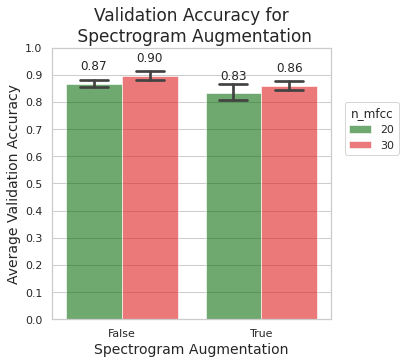 Validation Accuracy for
Spectrogram Augmentation
Average Validation Accuracy
1.0
0.9
0.8
0.7
0.6
0.5
0.4
0.3
0.2
0.1
0.0
0.87
0.90
0.83
0.86
n_mfcc
20
30
False
True
Spectrogram Augmentation